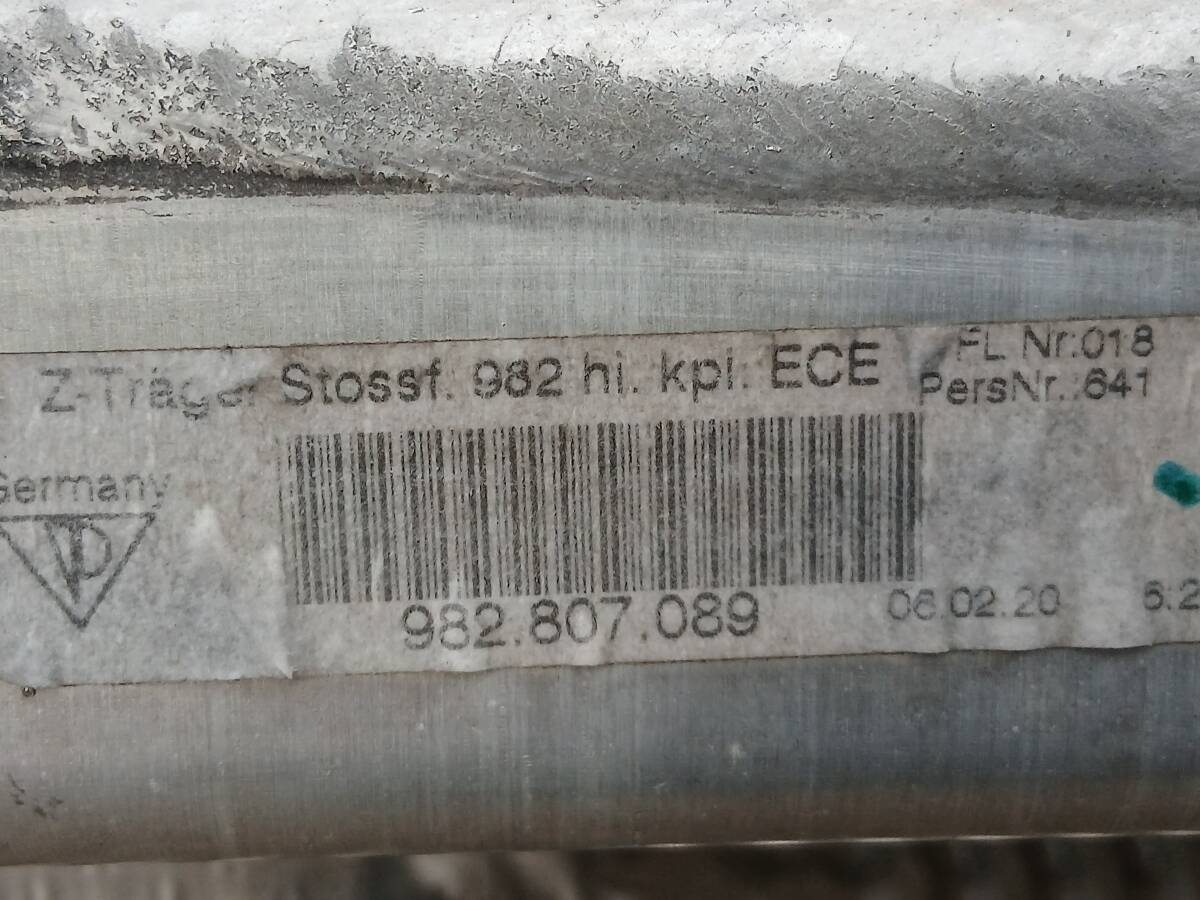 Z-Träger Stossf. 982 hi. kpl. ECE
FL Nr.:018
PersNr.:641
Germany
982.807.089
06.02.20